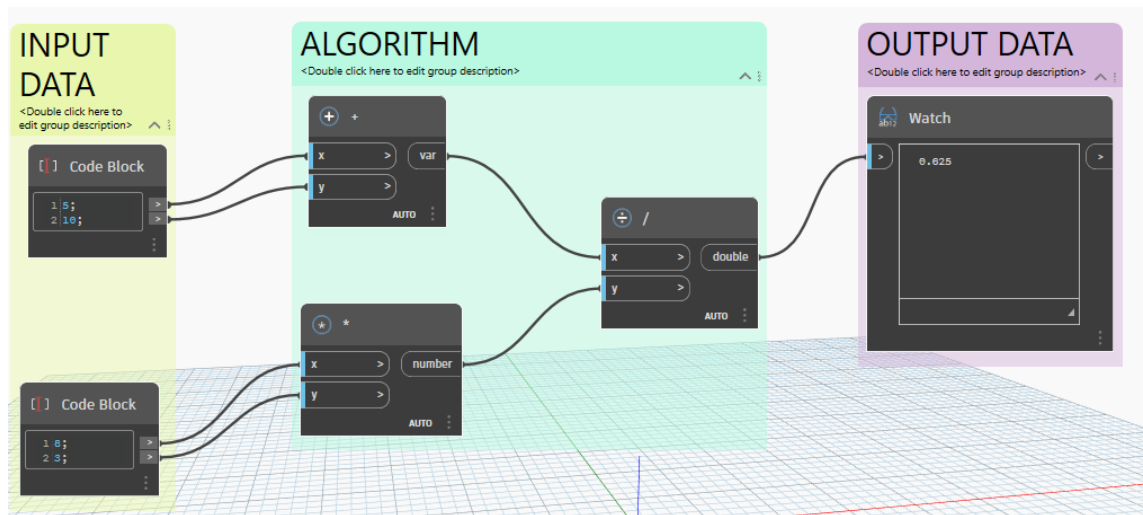 INPUT
DATA
<Double click here to
edit group description>
[ ] Code Block
1 5;
2 10;
>
>
[ ] Code Block
1 8;
2 3;
>
>
ALGORITHM
<Double click here to edit group description>
+ +
x >
y >
var
AUTO
* *
x >
y >
number
AUTO
÷ /
x >
y >
double
AUTO
OUTPUT DATA
<Double click here to edit group description>
ab12 Watch
>
0.625
>